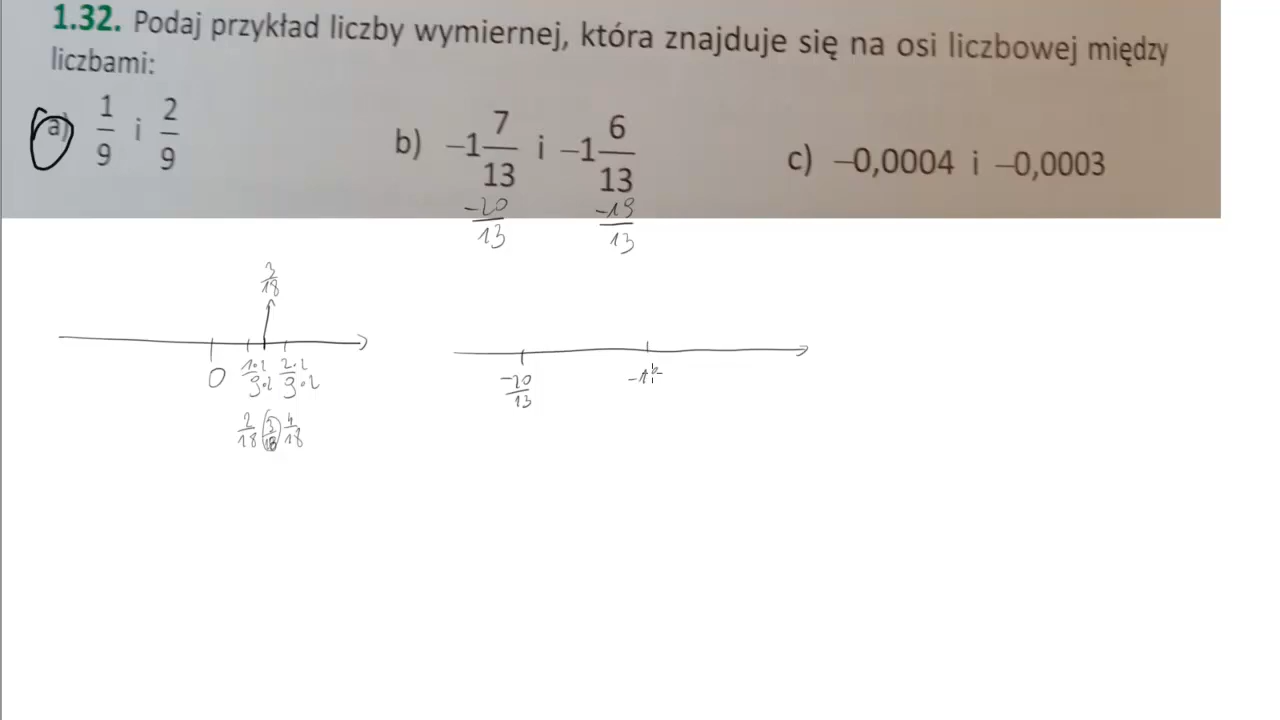 1.32. Podaj przykład liczby wymiernej, która znajduje się na osi liczbowej między
liczbami:
a) 1/9 i 2/9 b) –1 7/13 i –1 6/13 c) –0,0004 i –0,0003
-20/13 -19/13
3/18
0 1·2/9·2 2·2/9·2 -20/13
2/18 3/18 4/18